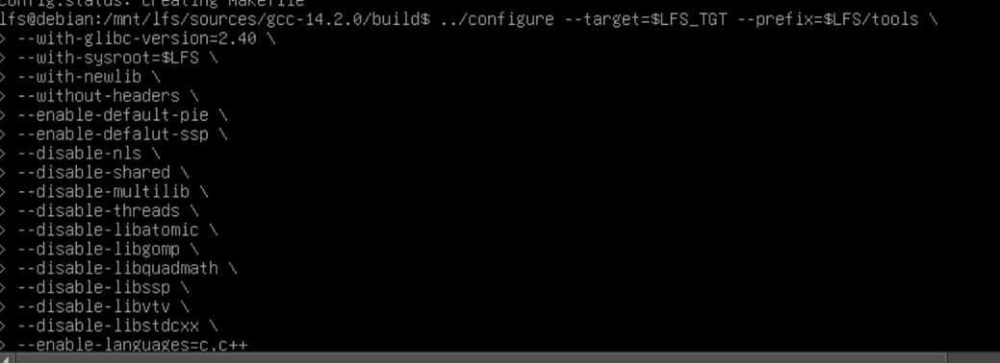 config.status: creating Makefile
lfs@debian:/mnt/lfs/sources/gcc-14.2.0/build$ ../configure --target=$LFS_TGT --prefix=$LFS/tools \
> --with-glibc-version=2.40 \
> --with-sysroot=$LFS \
> --with-newlib \
> --without-headers \
> --enable-default-pie \
> --enable-defalut-ssp \
> --disable-nls \
> --disable-shared \
> --disable-multilib \
> --disable-threads \
> --disable-libatomic \
> --disable-libgomp \
> --disable-libquadmath \
> --disable-libssp \
> --disable-libvtv \
> --disable-libstdcxx \
> --enable-languages=c,c++